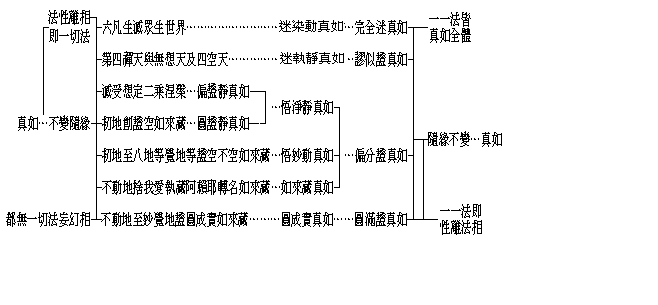 法性離相
即一切法
六凡生滅眾生世界⋯⋯迷染動真如⋯完全迷真如
一一法皆
真如全體
第四禪天與無想天及四空天⋯⋯迷執靜真如⋯認似證真如
滅受想定二乘涅槃⋯偏證靜真如
⋯悟淨靜真如
真如⋯不變隨緣
初地創證空如來藏⋯圓證靜真如
隨緣不變⋯真如
初地至八地等覺地等證空不空如來藏⋯悟妙動真如⋯偏分證真如
不動地捨我愛執藏阿賴耶轉名如來藏⋯如來藏真如
都無一切法妄幻相
不動地至妙覺地證圓成實如來藏⋯⋯圓成實真如⋯⋯圓滿證真如
一一法即
性離法相